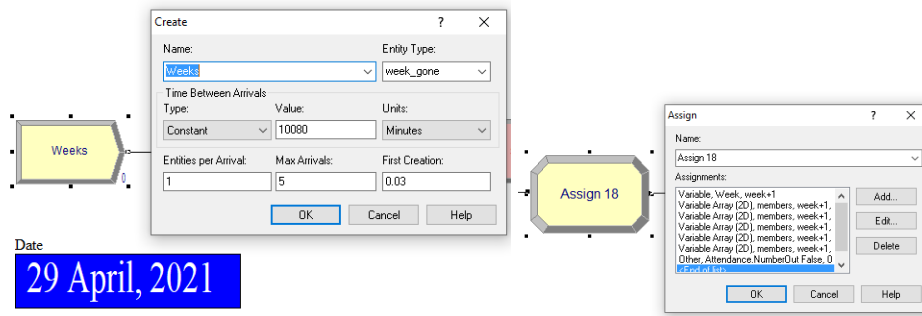 Create ? ×
Name: Entity Type:
Weeks week_gone
Time Between Arrivals
Type: Value: Units:
Constant 10080 Minutes
Entities per Arrival: Max Arrivals: First Creation:
1 5 0.03
OK Cancel Help
Weeks
0
Date
29 April, 2021
Assign 18
Assign ? ×
Name:
Assign 18
Assignments:
Variable, Week, week+1
Variable Array (2D), members, week+1,
Variable Array (2D), members, week+1,
Variable Array (2D), members, week+1,
Variable Array (2D), members, week+1,
Variable Array (2D), members, week+1,
Other, Attendance.NumberOut False, 0
<End of list>
Add...
Edit...
Delete
OK Cancel Help